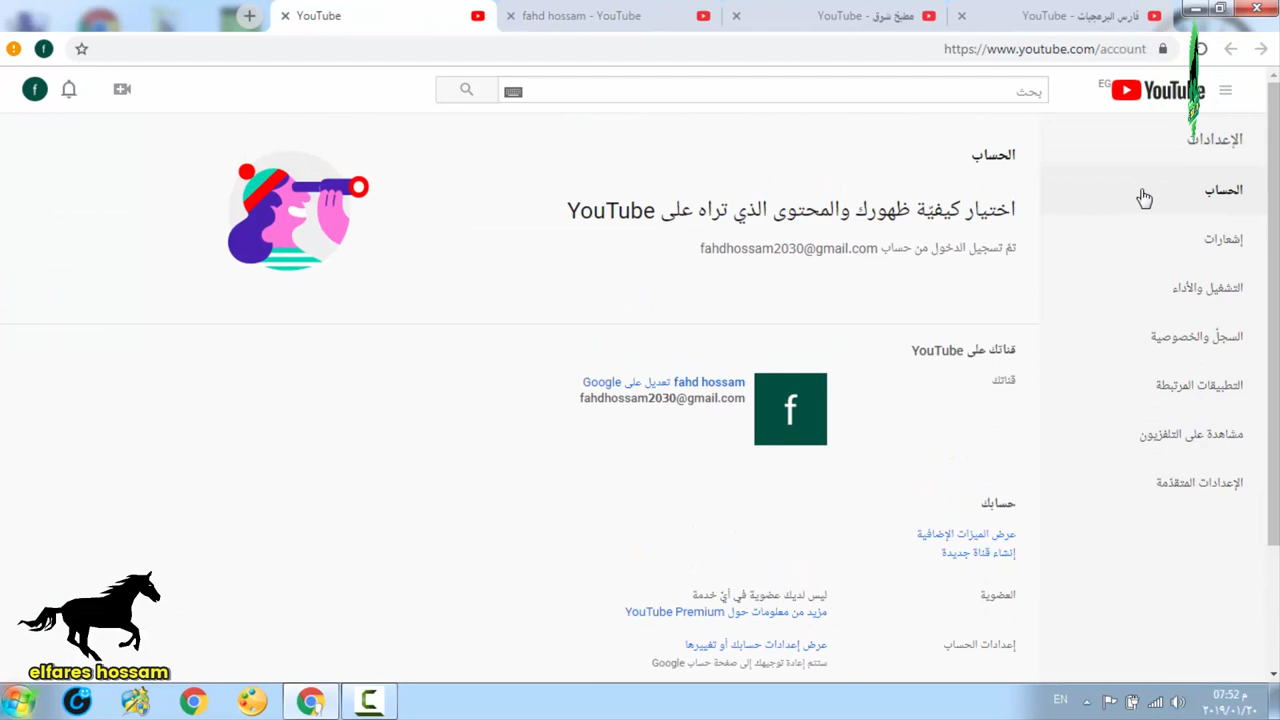 YouTube
fahd hossam - YouTube
مطبخ شرق - YouTube
فارس البرمجيات - YouTube
https://www.youtube.com/account
f
f
بحث
YouTube
EG
الإعدادات
الحساب
إشعارات
التشغيل والأداء
السجلّ والخصوصية
التطبيقات المرتبطة
مشاهدة على التلفزيون
الإعدادات المتقدّمة
الحساب
اختيار كيفيّة ظهورك والمحتوى الذي تراه على YouTube
تمّ تسجيل الدخول من حساب fahdhossam2030@gmail.com
قناتك على YouTube
قناتك
f
fahd hossam تعديل على Google
fahdhossam2030@gmail.com
حسابك
عرض الميزات الإضافية
إنشاء قناة جديدة
العضوية
ليس لديك عضوية في أيّ خدمة
مزيد من معلومات حول YouTube Premium
إعدادات الحساب
عرض إعدادات حسابك أو تغييرها
ستتم إعادة توجيهك إلى صفحة حساب Google
elfares hossam
EN
07:52 م
٢٠١٩/٠١/٢٠